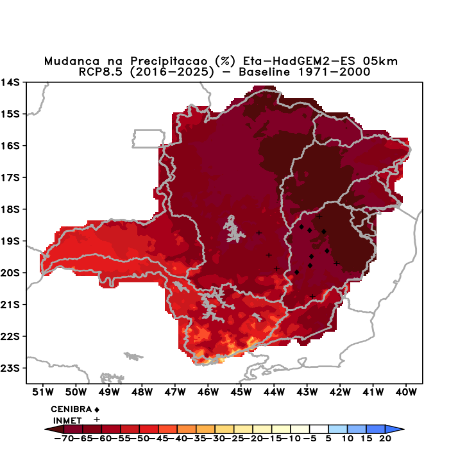 Mudanca na Precipitacao (%) Eta-HadGEM2-ES 05km
RCP8.5 (2016-2025) - Baseline 1971-2000
14S
15S
16S
17S
18S
19S
20S
21S
22S
23S
51W 50W 49W 48W 47W 46W 45W 44W 43W 42W 41W 40W
CENIBRA
INMET
-70-65-60-55-50-45-40-35-30-25-20-15-10 -5 5 10 15 20